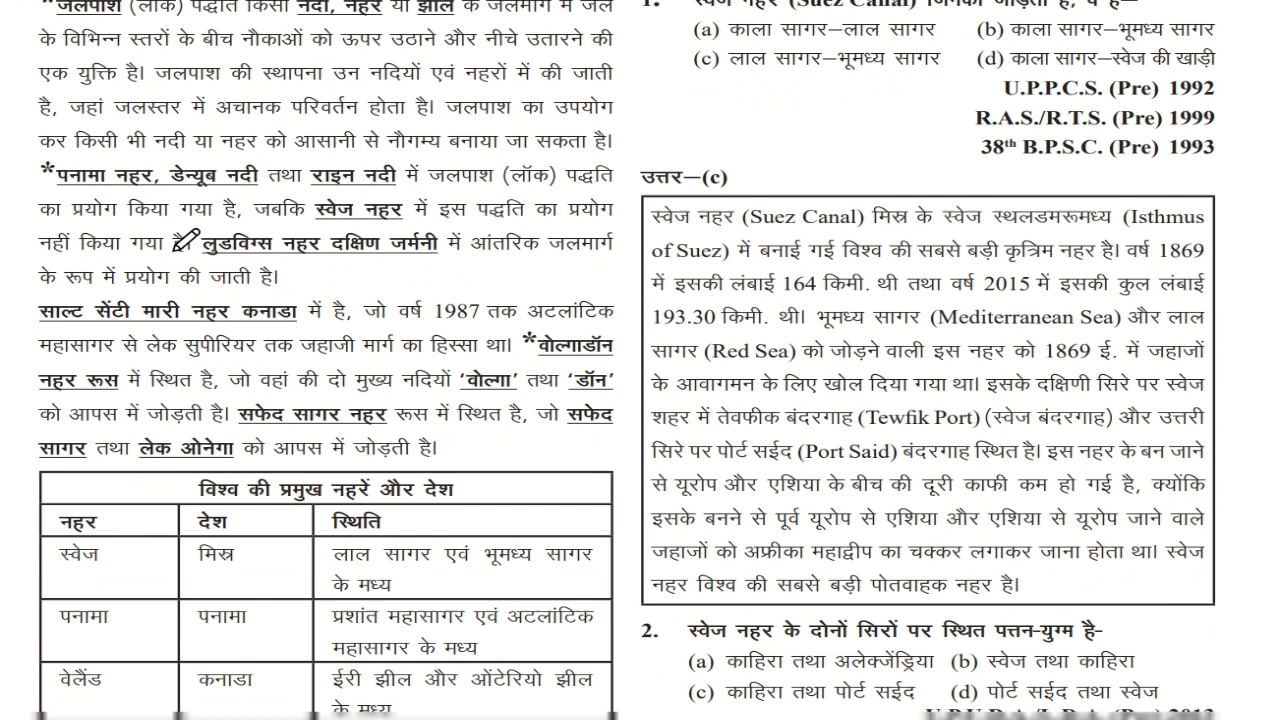 *जलपाश (लॉक) पद्धति किसी नदी, नहर या झील के जलमार्ग में जल
के विभिन्न स्तरों के बीच नौकाओं को ऊपर उठाने और नीचे उतारने की
एक युक्ति है। जलपाश की स्थापना उन नदियों एवं नहरों में की जाती
है, जहां जलस्तर में अचानक परिवर्तन होता है। जलपाश का उपयोग
कर किसी भी नदी या नहर को आसानी से नौगम्य बनाया जा सकता है।
*पनामा नहर, डेन्यूब नदी तथा राइन नदी में जलपाश (लॉक) पद्धति
का प्रयोग किया गया है, जबकि स्वेज नहर में इस पद्धति का प्रयोग
नहीं किया गया है लुडविग्स नहर दक्षिण जर्मनी में आंतरिक जलमार्ग
के रूप में प्रयोग की जाती है।
साल्ट सेंटी मारी नहर कनाडा में है, जो वर्ष 1987 तक अटलांटिक
महासागर से लेक सुपीरियर तक जहाजी मार्ग का हिस्सा था। *वोल्गाडॉन
नहर रूस में स्थित है, जो वहां की दो मुख्य नदियों ‘वोल्गा’ तथा ‘डॉन’
को आपस में जोड़ती है। सफेद सागर नहर रूस में स्थित है, जो सफेद
सागर तथा लेक ओनेगा को आपस में जोड़ती है।
विश्व की प्रमुख नहरें और देश
नहर देश स्थिति
स्वेज मिस्र लाल सागर एवं भूमध्य सागर
के मध्य
पनामा पनामा प्रशांत महासागर एवं अटलांटिक
महासागर के मध्य
वेलैंड कनाडा ईरी झील और ओंटेरियो झील
के मध्य
1. स्वेज नहर (Suez Canal) जिनको जोड़ती है, वे हैं–
(a) काला सागर–लाल सागर (b) काला सागर–भूमध्य सागर
(c) लाल सागर–भूमध्य सागर (d) काला सागर–स्वेज की खाड़ी
U.P.P.C.S. (Pre) 1992
R.A.S./R.T.S. (Pre) 1999
38th B.P.S.C. (Pre) 1993
उत्तर–(c)
स्वेज नहर (Suez Canal) मिस्र के स्वेज स्थलडमरूमध्य (Isthmus
of Suez) में बनाई गई विश्व की सबसे बड़ी कृत्रिम नहर है। वर्ष 1869
में इसकी लंबाई 164 किमी. थी तथा वर्ष 2015 में इसकी कुल लंबाई
193.30 किमी. थी। भूमध्य सागर (Mediterranean Sea) और लाल
सागर (Red Sea) को जोड़ने वाली इस नहर को 1869 ई. में जहाजों
के आवागमन के लिए खोल दिया गया था। इसके दक्षिणी सिरे पर स्वेज
शहर में तेवफीक बंदरगाह (Tewfik Port) (स्वेज बंदरगाह) और उत्तरी
सिरे पर पोर्ट सईद (Port Said) बंदरगाह स्थित है। इस नहर के बन जाने
से यूरोप और एशिया के बीच की दूरी काफी कम हो गई है, क्योंकि
इसके बनने से पूर्व यूरोप से एशिया और एशिया से यूरोप जाने वाले
जहाजों को अफ्रीका महाद्वीप का चक्कर लगाकर जाना होता था। स्वेज
नहर विश्व की सबसे बड़ी पोतवाहक नहर है।
2. स्वेज नहर के दोनों सिरों पर स्थित पत्तन-युग्म है-
(a) काहिरा तथा अलेक्जेंड्रिया (b) स्वेज तथा काहिरा
(c) काहिरा तथा पोर्ट सईद (d) पोर्ट सईद तथा स्वेज